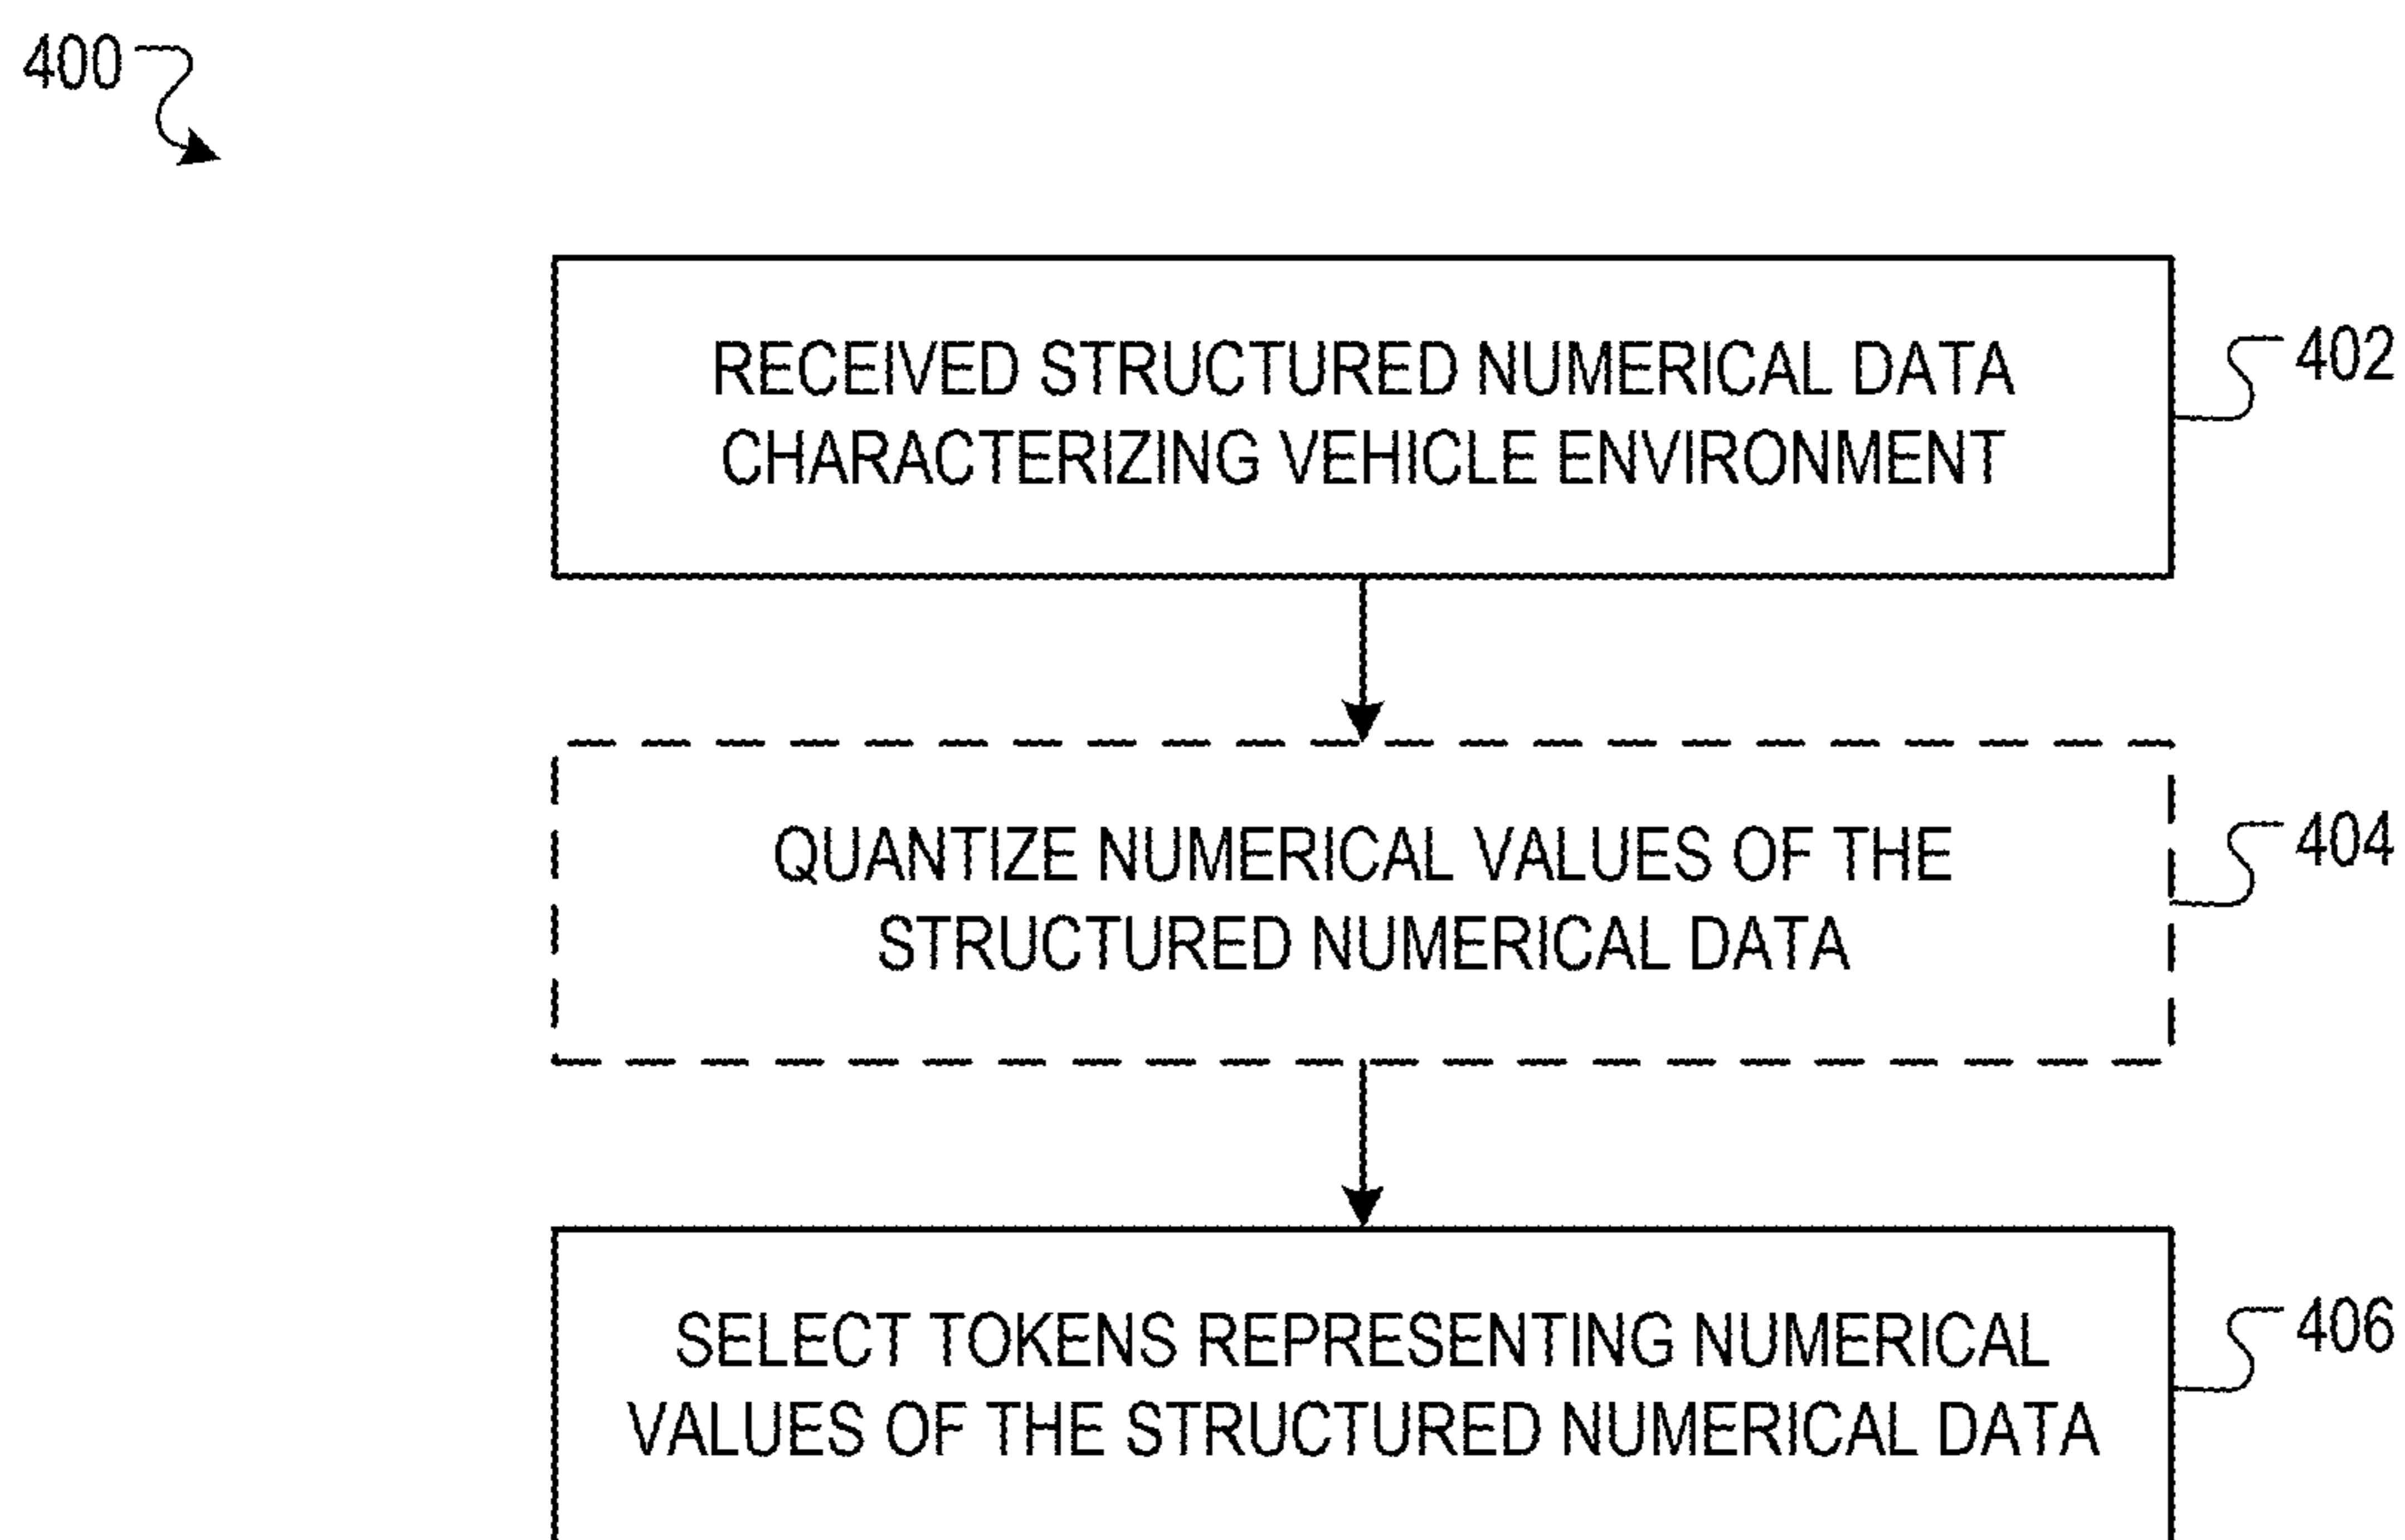 400
RECEIVED STRUCTURED NUMERICAL DATA
CHARACTERIZING VEHICLE ENVIRONMENT
402
QUANTIZE NUMERICAL VALUES OF THE
STRUCTURED NUMERICAL DATA
404
SELECT TOKENS REPRESENTING NUMERICAL
VALUES OF THE STRUCTURED NUMERICAL DATA
406